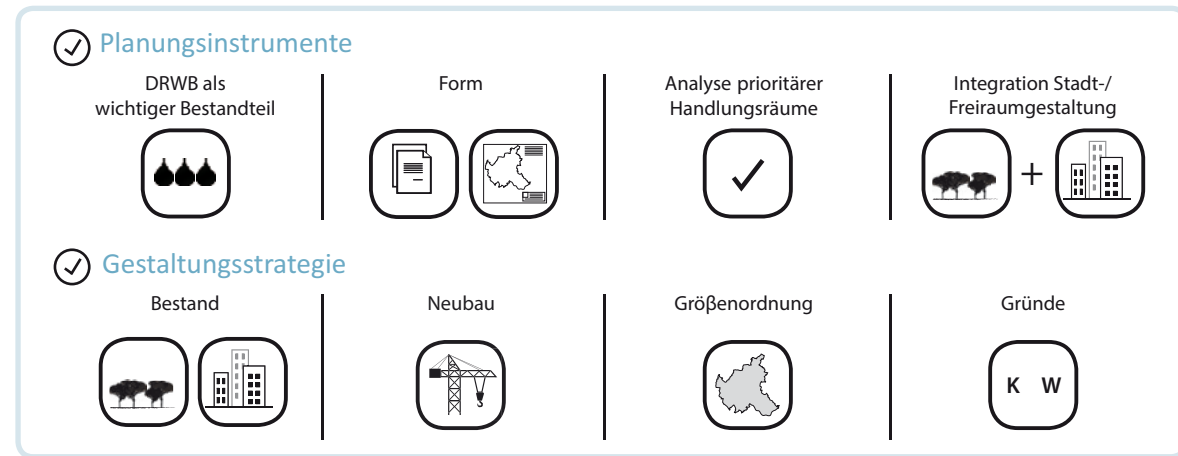 Planungsinstrumente
DRWB als
wichtiger Bestandteil
Form
Analyse prioritärer
Handlungsräume
Integration Stadt-/
Freiraumgestaltung
+
Gestaltungsstrategie
Bestand
Neubau
Größenordnung
Gründe
K W